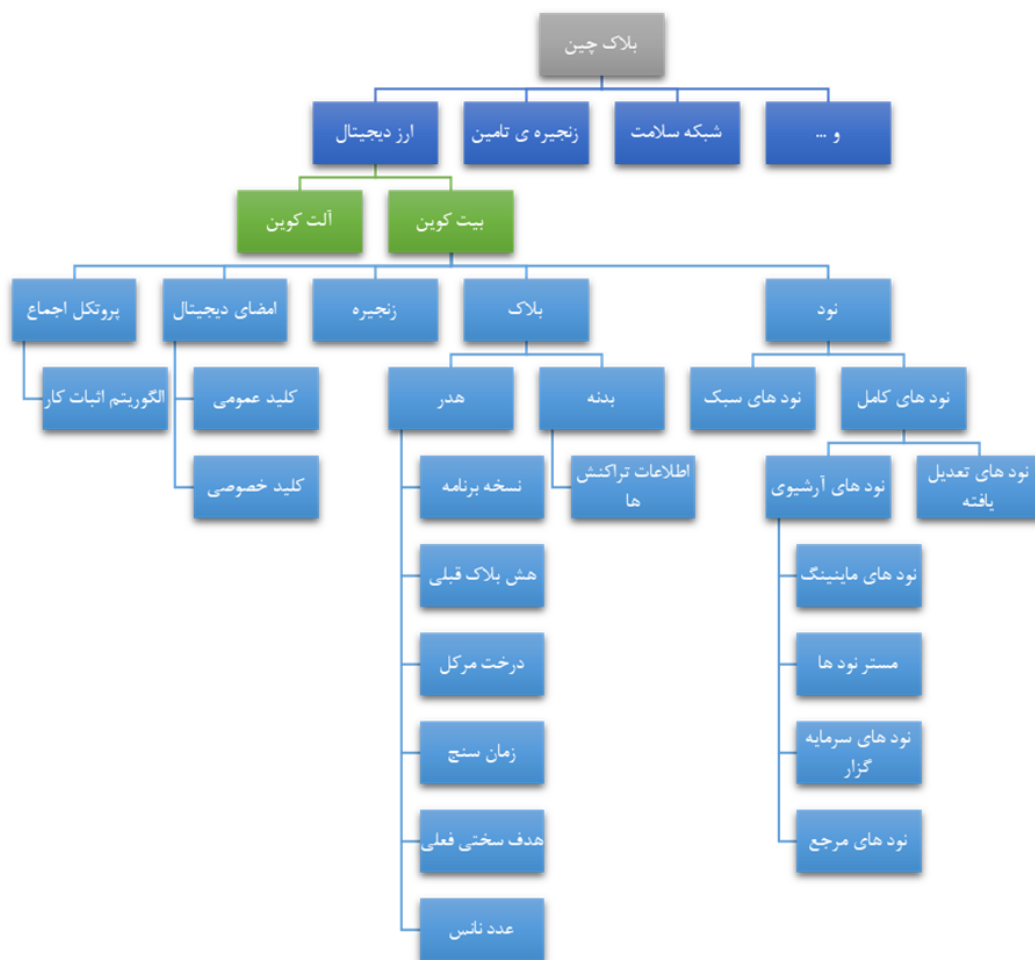 بلاک چین
و ...
شبکه سلامت
زنجیره ی تامین
ارز دیجیتال
بیت کوین
آلت کوین
نود
بلاک
زنجیره
امضای دیجیتال
پروتکل اجماع
نود های کامل
نود های سبک
بدنه
هدر
کلید عمومی
الگوریتم اثبات کار
نود های تعدیل
یافته
نود های آرشیوی
اطلاعات تراکنش
ها
نسخه برنامه
کلید خصوصی
نود های ماینینگ
هش بلاک قبلی
مستر نود ها
درخت مرکل
نود های سرمایه
گزار
زمان سنج
نود های مرجع
هدف سختی فعلی
عدد نانس